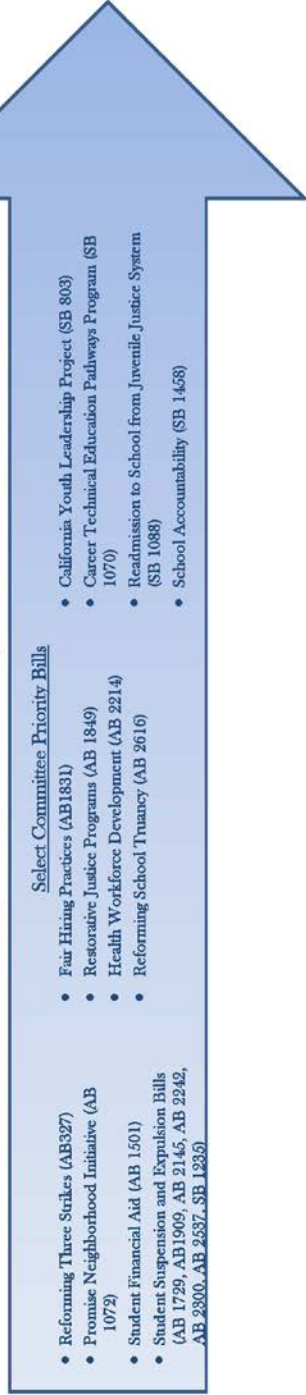 Select Committee Priority Bills
• Reforming Three Strikes (AB327)
• Promise Neighborhood Initiative (AB
1072)
• Student Financial Aid (AB 1501)
• Student Suspension and Expulsion Bills
(AB 1729, AB1909, AB 2145, AB 2242,
AB 2300, AB 2537, SB 1235)
• Fair Hiring Practices (AB1831)
• Restorative Justice Programs (AB 1849)
• Health Workforce Development (AB 2214)
• Reforming School Truancy (AB 2616)
• California Youth Leadership Project (SB 803)
• Career Technical Education Pathways Program (SB
1070)
• Readmission to School from Juvenile Justice System
(SB 1088)
• School Accountability (SB 1458)